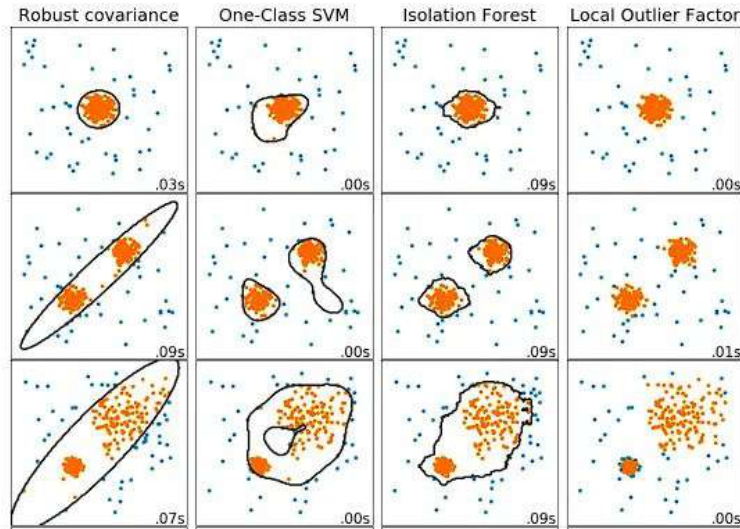 Robust covariance One-Class SVM Isolation Forest Local Outlier Factor
.03s .00s .09s .00s
.09s .00s .09s .01s
.07s .00s .09s .00s